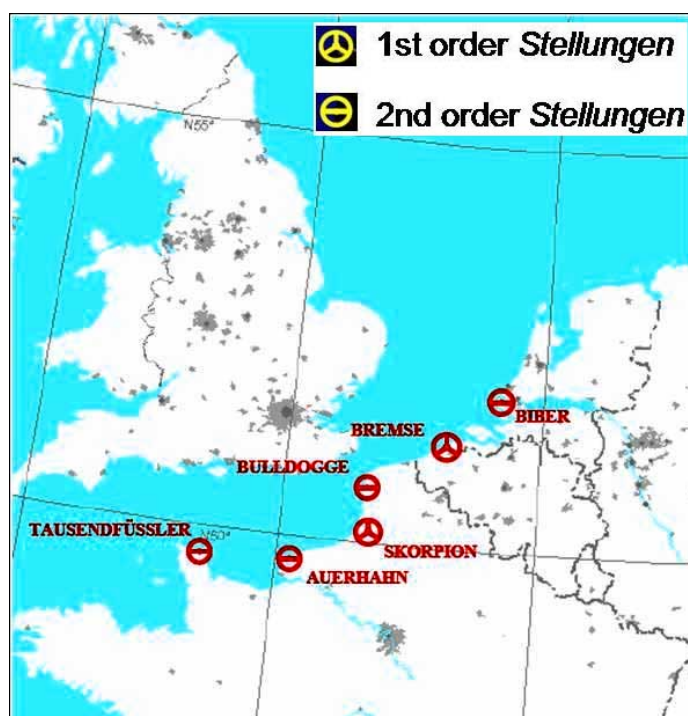 1st order Stellungen
2nd order Stellungen
N55°
BIBER
BREMSE
BULLDOGGE
TAUSENDFÜSSLER
N50°
SKORPION
AUERHAHN